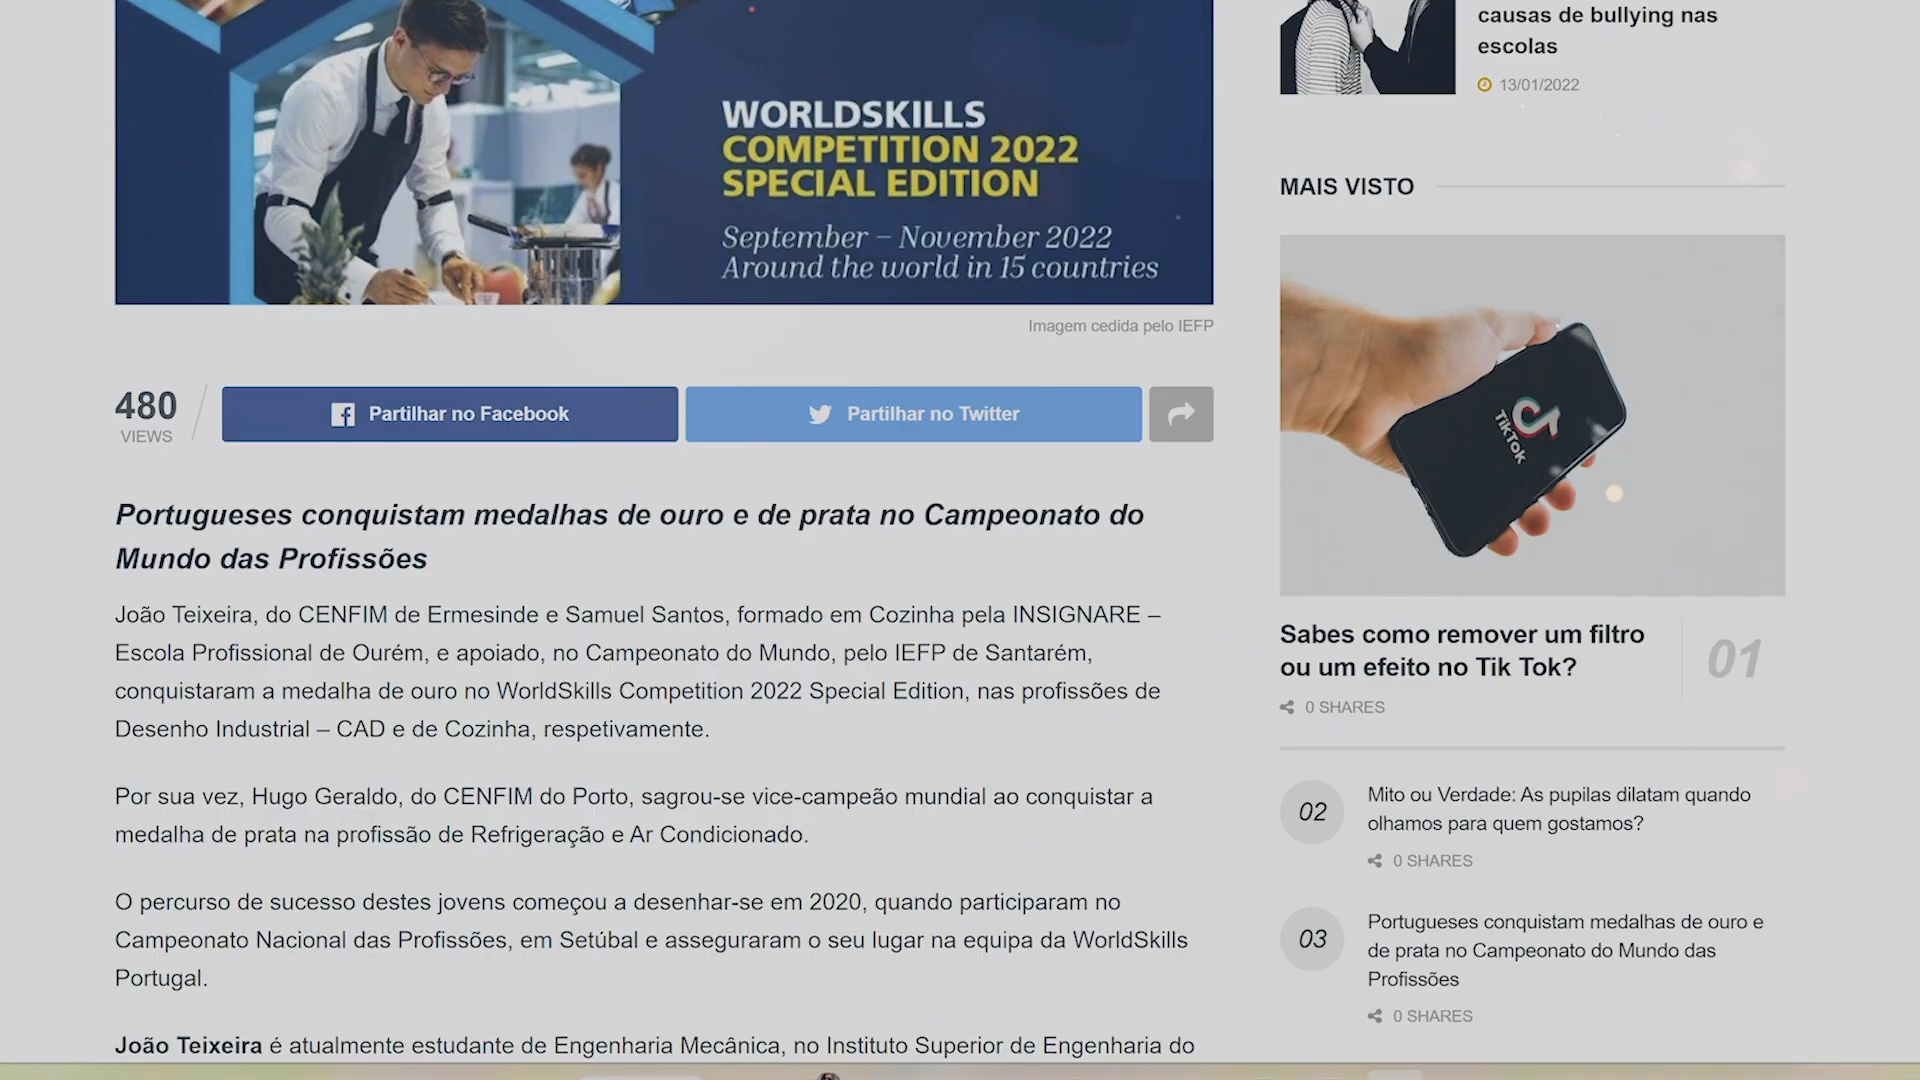 WORLDSKILLS
COMPETITION 2022
SPECIAL EDITION
September – November 2022
Around the world in 15 countries
Imagem cedida pelo IEFP
480
VIEWS
Partilhar no Facebook
Partilhar no Twitter
Portugueses conquistam medalhas de ouro e de prata no Campeonato do
Mundo das Profissões
João Teixeira, do CENFIM de Ermesinde e Samuel Santos, formado em Cozinha pela INSIGNARE –
Escola Profissional de Ourém, e apoiado, no Campeonato do Mundo, pelo IEFP de Santarém,
conquistaram a medalha de ouro no WorldSkills Competition 2022 Special Edition, nas profissões de
Desenho Industrial – CAD e de Cozinha, respetivamente.
Por sua vez, Hugo Geraldo, do CENFIM do Porto, sagrou-se vice-campeão mundial ao conquistar a
medalha de prata na profissão de Refrigeração e Ar Condicionado.
O percurso de sucesso destes jovens começou a desenhar-se em 2020, quando participaram no
Campeonato Nacional das Profissões, em Setúbal e asseguraram o seu lugar na equipa da WorldSkills
Portugal.
João Teixeira é atualmente estudante de Engenharia Mecânica, no Instituto Superior de Engenharia do
causas de bullying nas
escolas
13/01/2022
MAIS VISTO
TikTok
Sabes como remover um filtro
ou um efeito no Tik Tok?
01
0 SHARES
02
Mito ou Verdade: As pupilas dilatam quando
olhamos para quem gostamos?
0 SHARES
03
Portugueses conquistam medalhas de ouro e
de prata no Campeonato do Mundo das
Profissões
0 SHARES